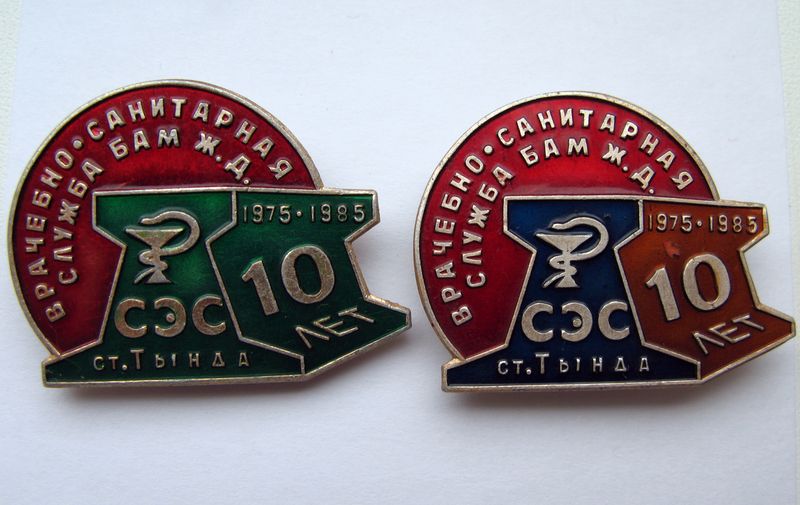 ВРАЧЕБНО·САНИТАРНАЯ
СЛУЖБА БАМ Ж.Д.
1975·1985
10
ЛЕТ
СЭС
ст.Тында
ВРАЧЕБНО·САНИТАРНАЯ
СЛУЖБА БАМ Ж.Д.
1975·1985
10
ЛЕТ
СЭС
ст.Тында